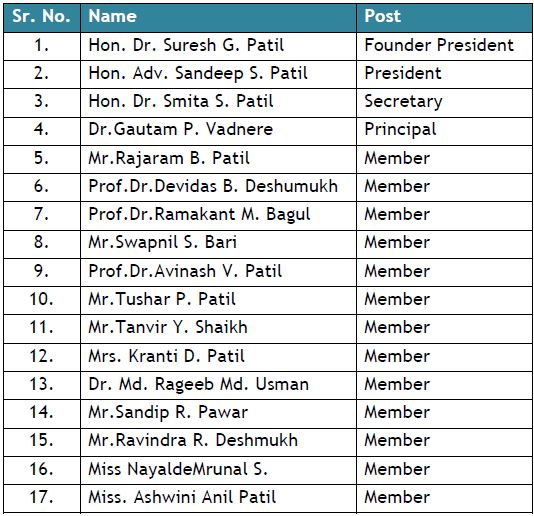 Sr. No. Name Post
1. Hon. Dr. Suresh G. Patil Founder President
2. Hon. Adv. Sandeep S. Patil President
3. Hon. Dr. Smita S. Patil Secretary
4. Dr.Gautam P. Vadnere Principal
5. Mr.Rajaram B. Patil Member
6. Prof.Dr.Devidas B. Deshumukh Member
7. Prof.Dr.Ramakant M. Bagul Member
8. Mr.Swapnil S. Bari Member
9. Prof.Dr.Avinash V. Patil Member
10. Mr.Tushar P. Patil Member
11. Mr.Tanvir Y. Shaikh Member
12. Mrs. Kranti D. Patil Member
13. Dr. Md. Rageeb Md. Usman Member
14. Mr.Sandip R. Pawar Member
15. Mr.Ravindra R. Deshmukh Member
16. Miss NayaldeMrunal S. Member
17. Miss. Ashwini Anil Patil Member